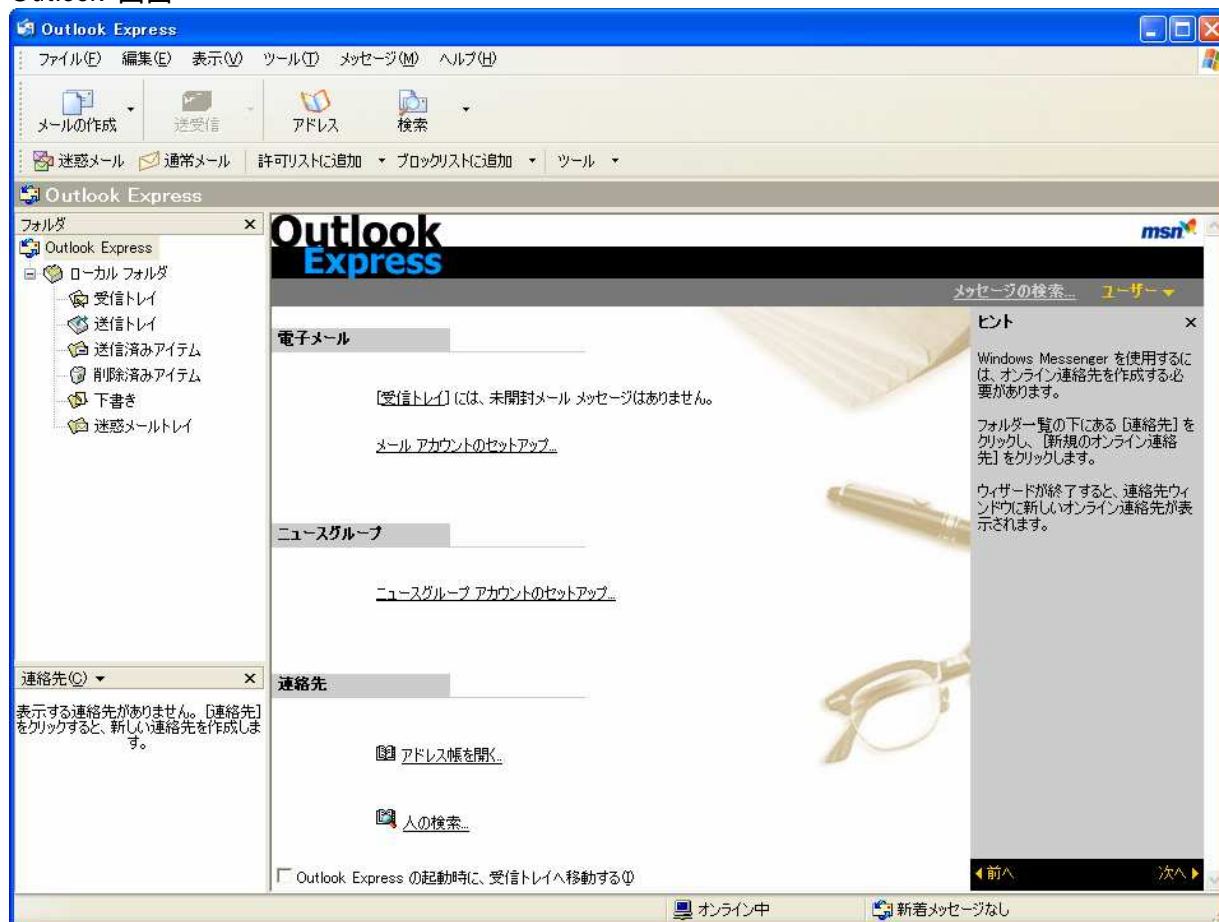 Outlook Express
ファイル(F) 編集(E) 表示(V) ツール(T) メッセージ(M) ヘルプ(H)
メールの作成 送受信 アドレス 検索
迷惑メール 通常メール 許可リストに追加 ブロックリストに追加 ツール
Outlook Express
フォルダ
Outlook Express
ローカル フォルダ
受信トレイ
送信トレイ
送信済みアイテム
削除済みアイテム
下書き
迷惑メールトレイ
連絡先(C)
表示する連絡先がありません。[連絡先]
をクリックすると、新しい連絡先を作成しま
す。
Outlook
Express
msn
メッセージの検索... ユーザー
電子メール
[受信トレイ] には、未開封メール メッセージはありません。
メール アカウントのセットアップ...
ニュースグループ
ニュースグループ アカウントのセットアップ...
連絡先
アドレス帳を開く...
人の検索...
Outlook Express の起動時に、受信トレイへ移動する(I)
ヒント
Windows Messenger を使用するに
は、オンライン連絡先を作成する必
要があります。
フォルダ一覧の下にある [連絡先] を
クリックし、[新規のオンライン連絡
先] をクリックします。
ウィザードが終了すると、連絡先ウィ
ンドウに新しいオンライン連絡先が表
示されます。
前へ 次へ
オンライン中 新着メッセージなし